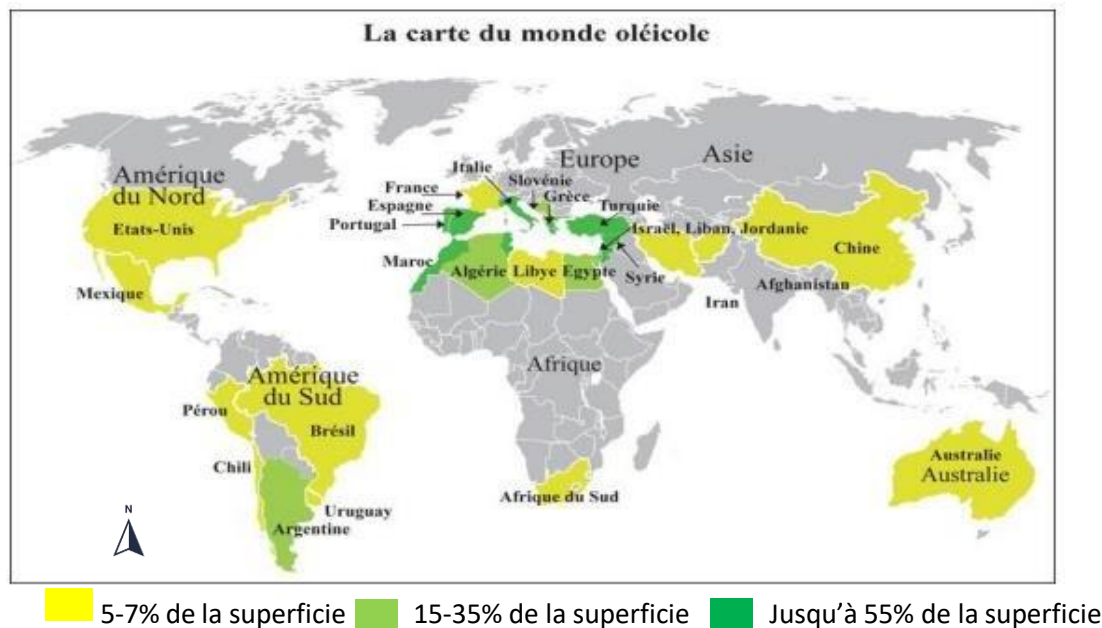 La carte du monde oléicole
Amérique
du Nord
Etats-Unis
Mexique
Italie
Europe
Asie
France
Slovénie
Espagne
Grèce
Portugal
Turquie
Israël, Liban, Jordanie
Maroc
Algérie
Libye
Egypte
Syrie
Chine
Iran
Afghanistan
Afrique
Amérique
du Sud
Pérou
Brésil
Chili
Uruguay
Argentine
Afrique du Sud
Australie
Australie
N
5-7% de la superficie
15-35% de la superficie
Jusqu’à 55% de la superficie